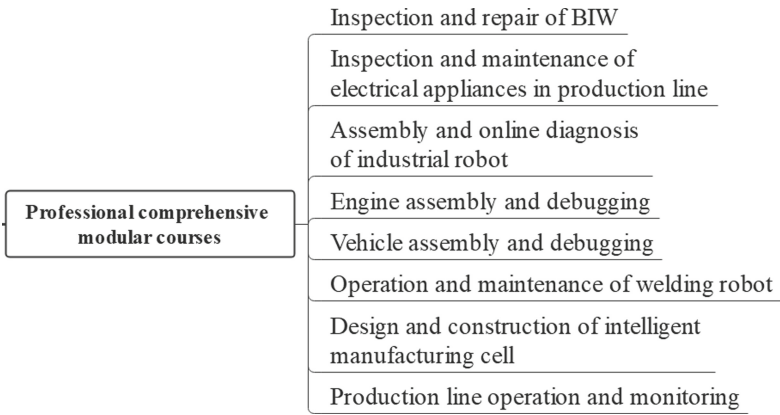 Inspection and repair of BIW
Inspection and maintenance of
electrical appliances in production line
Assembly and online diagnosis
of industrial robot
Engine assembly and debugging
Professional comprehensive
modular courses
Vehicle assembly and debugging
Operation and maintenance of welding robot
Design and construction of intelligent
manufacturing cell
Production line operation and monitoring